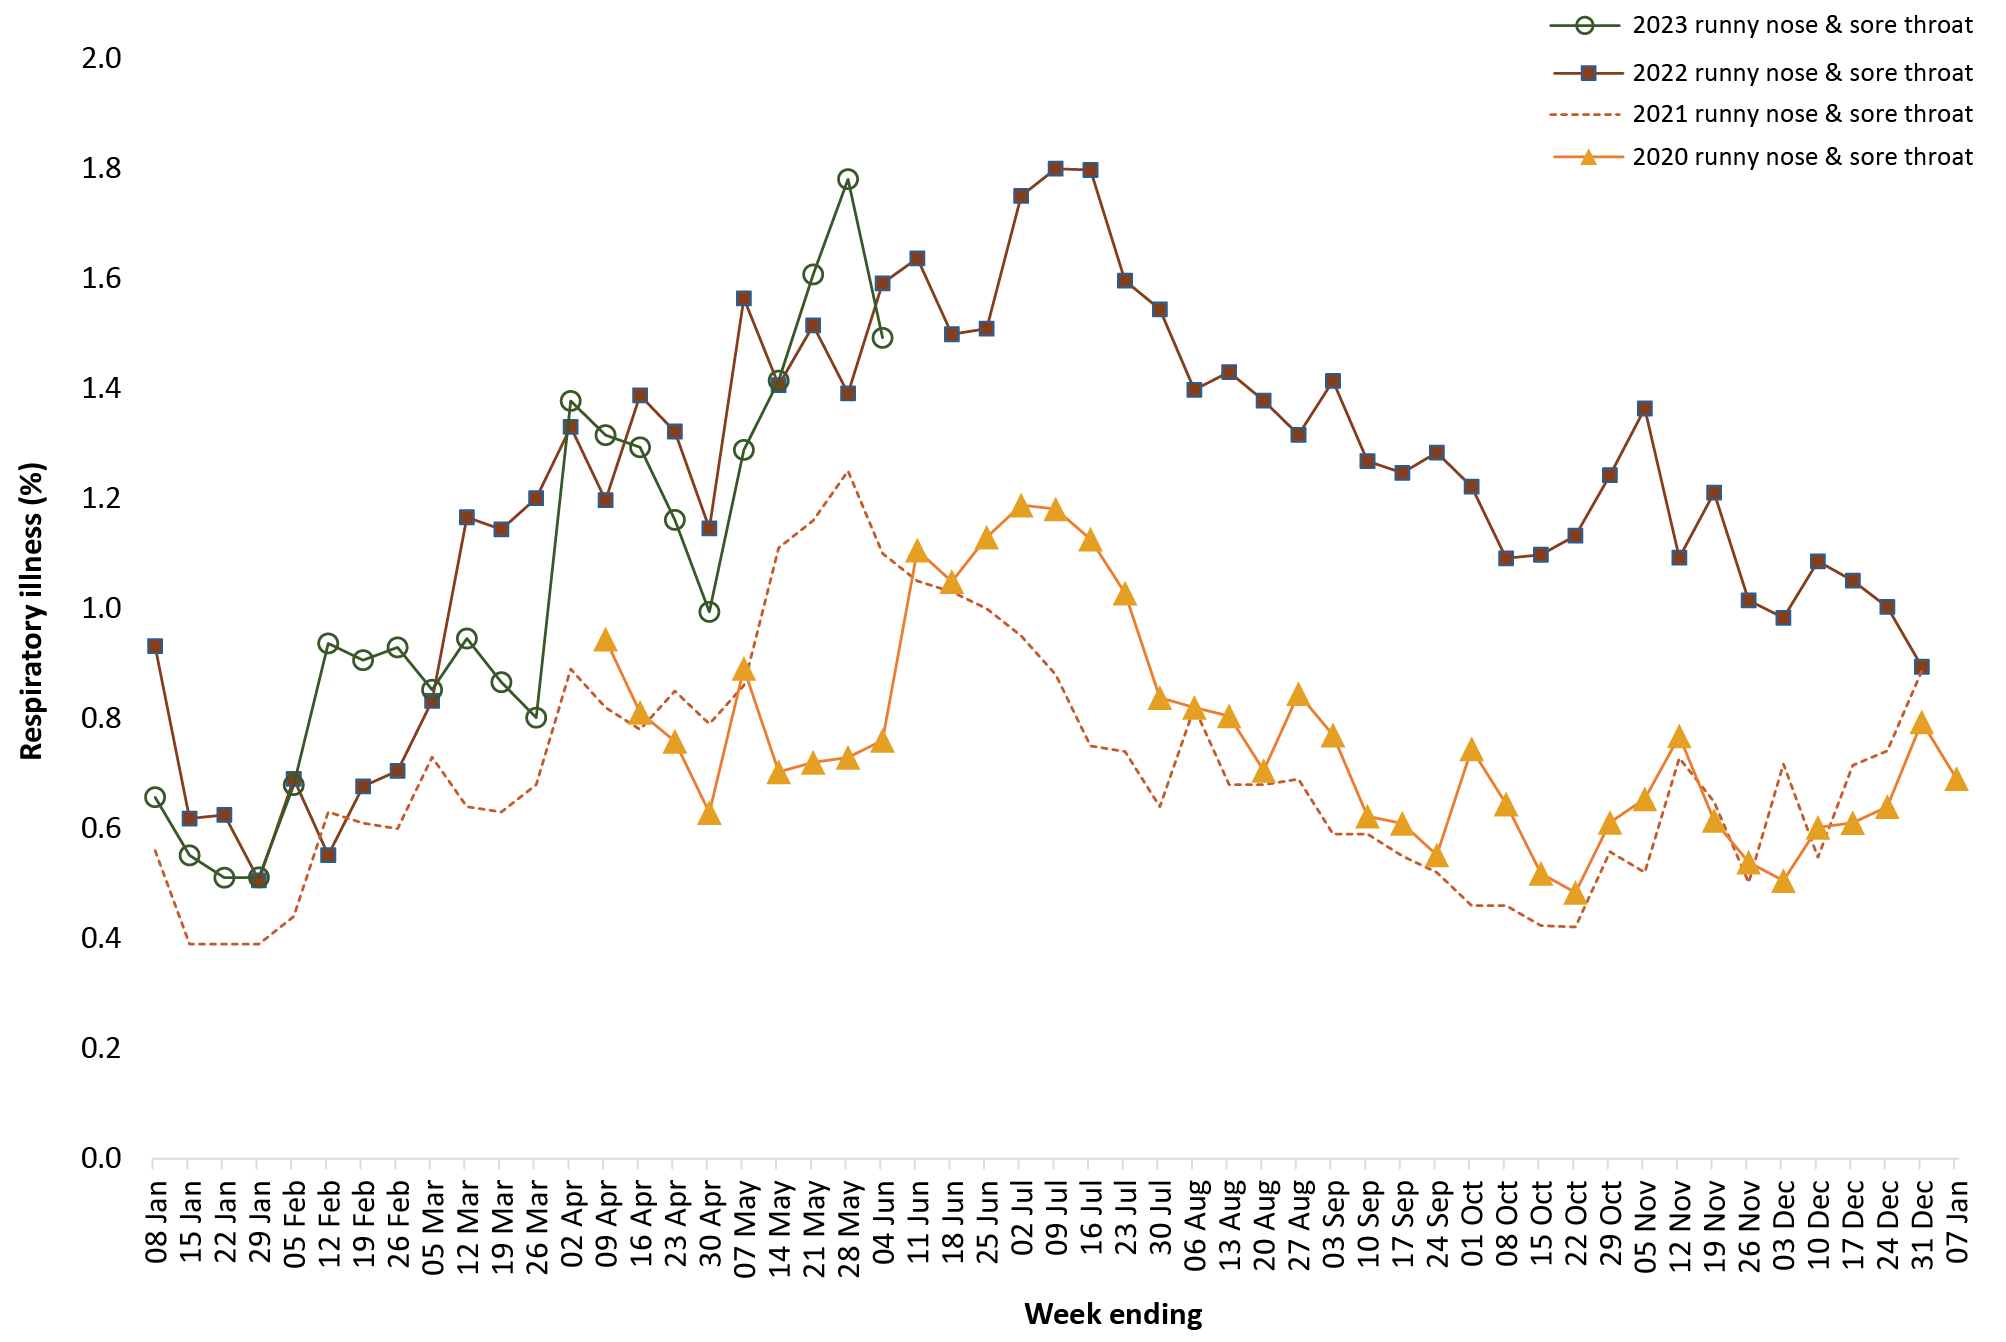 2023 runny nose & sore throat
2022 runny nose & sore throat
2021 runny nose & sore throat
2020 runny nose & sore throat
Respiratory illness (%)
2.0
1.8
1.6
1.4
1.2
1.0
0.8
0.6
0.4
0.2
0.0
08 Jan
15 Jan
22 Jan
29 Jan
05 Feb
12 Feb
19 Feb
26 Feb
05 Mar
12 Mar
19 Mar
26 Mar
02 Apr
09 Apr
16 Apr
23 Apr
30 Apr
07 May
14 May
21 May
28 May
04 Jun
11 Jun
18 Jun
25 Jun
02 Jul
09 Jul
16 Jul
23 Jul
30 Jul
06 Aug
13 Aug
20 Aug
27 Aug
03 Sep
10 Sep
17 Sep
24 Sep
01 Oct
08 Oct
15 Oct
22 Oct
29 Oct
05 Nov
12 Nov
19 Nov
26 Nov
03 Dec
10 Dec
17 Dec
24 Dec
31 Dec
07 Jan
Week ending